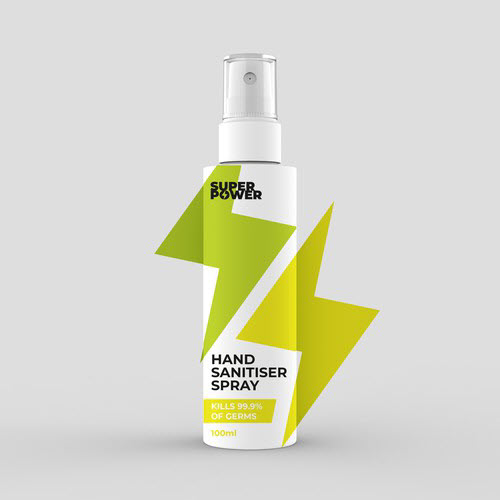 SUPER
POWER
HAND
SANITISER
SPRAY
KILLS 99.9%
OF GERMS
100ml